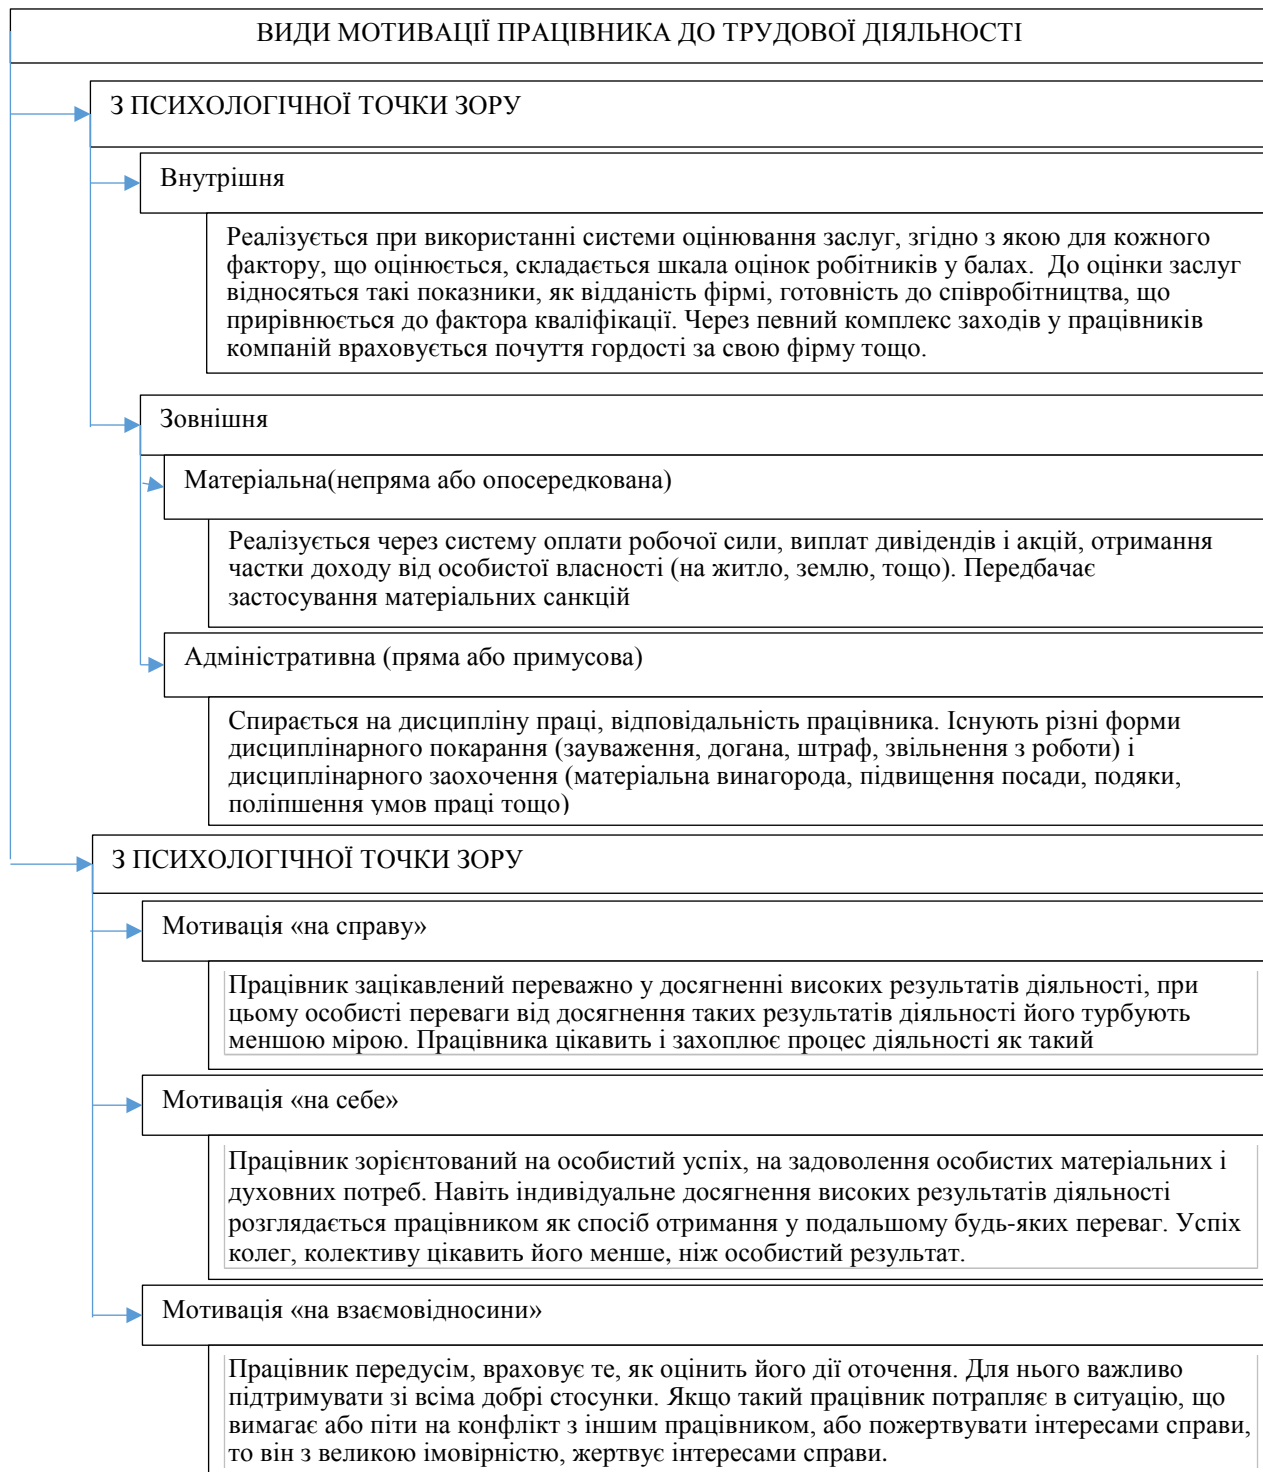 ВИДИ МОТИВАЦІЇ ПРАЦІВНИКА ДО ТРУДОВОЇ ДІЯЛЬНОСТІ
З ПСИХОЛОГІЧНОЇ ТОЧКИ ЗОРУ
Внутрішня
Реалізується при використанні системи оцінювання заслуг, згідно з якою для кожного
фактору, що оцінюється, складається шкала оцінок робітників у балах.  До оцінки заслуг
відносяться такі показники, як відданість фірмі, готовність до співробітництва, що
прирівнюється до фактора кваліфікації. Через певний комплекс заходів у працівників
компаній враховується почуття гордості за свою фірму тощо.
Зовнішня
Матеріальна(непряма або опосередкована)
Реалізується через систему оплати робочої сили, виплат дивідендів і акцій, отримання
частки доходу від особистої власності (на житло, землю, тощо). Передбачає
застосування матеріальних санкцій
Адміністративна (пряма або примусова)
Спирається на дисципліну праці, відповідальність працівника. Існують різні форми
дисциплінарного покарання (зауваження, догана, штраф, звільнення з роботи) і
дисциплінарного заохочення (матеріальна винагорода, підвищення посади, подяки,
поліпшення умов праці тощо)
З ПСИХОЛОГІЧНОЇ ТОЧКИ ЗОРУ
Мотивація «на справу»
Працівник зацікавлений переважно у досягненні високих результатів діяльності, при
цьому особисті переваги від досягнення таких результатів діяльності його турбують
меншою мірою. Працівника цікавить і захоплює процес діяльності як такий
Мотивація «на себе»
Працівник зорієнтований на особистий успіх, на задоволення особистих матеріальних і
духовних потреб. Навіть індивідуальне досягнення високих результатів діяльності
розглядається працівником як спосіб отримання у подальшому будь-яких переваг. Успіх
колег, колективу цікавить його менше, ніж особистий результат.
Мотивація «на взаємовідносини»
Працівник передусім, враховує те, як оцінить його дії оточення. Для нього важливо
підтримувати зі всіма добрі стосунки. Якщо такий працівник потрапляє в ситуацію, що
вимагає або піти на конфлікт з іншим працівником, або пожертвувати інтересами справи,
то він з великою імовірністю, жертвує інтересами справи.